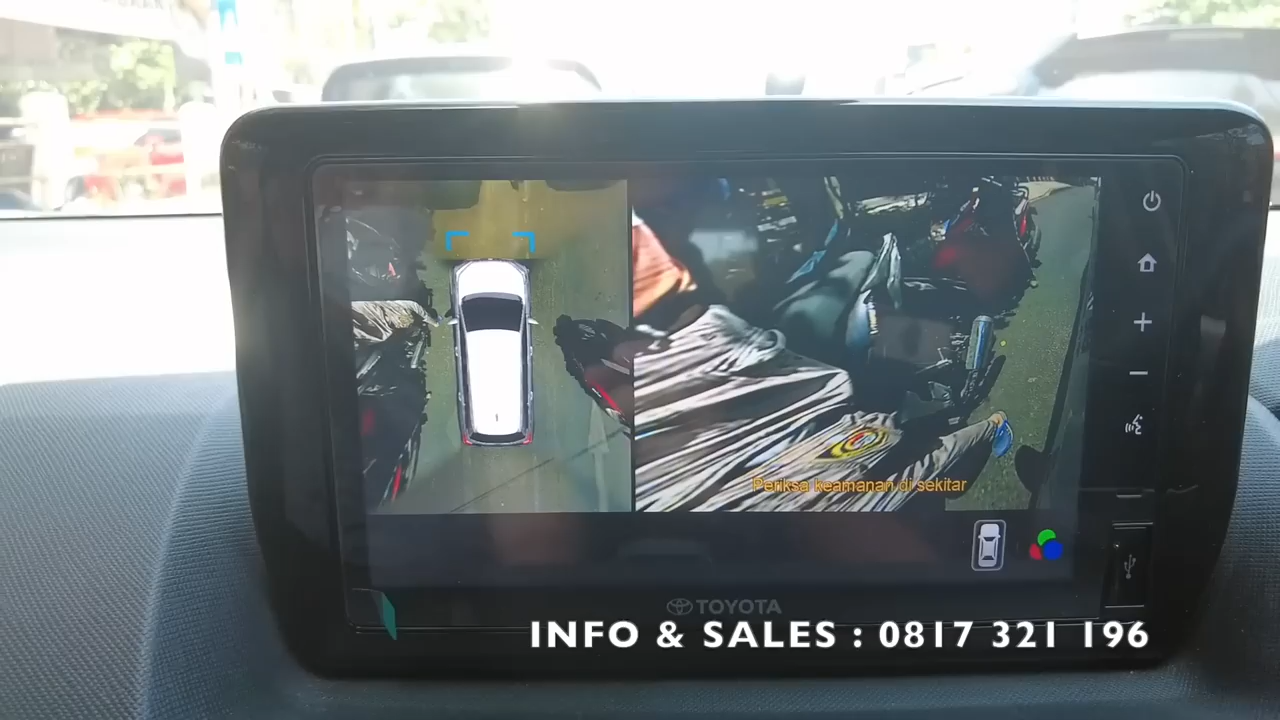 Periksa keamanan di sekitar
TOYOTA
INFO & SALES : 0817 321 196